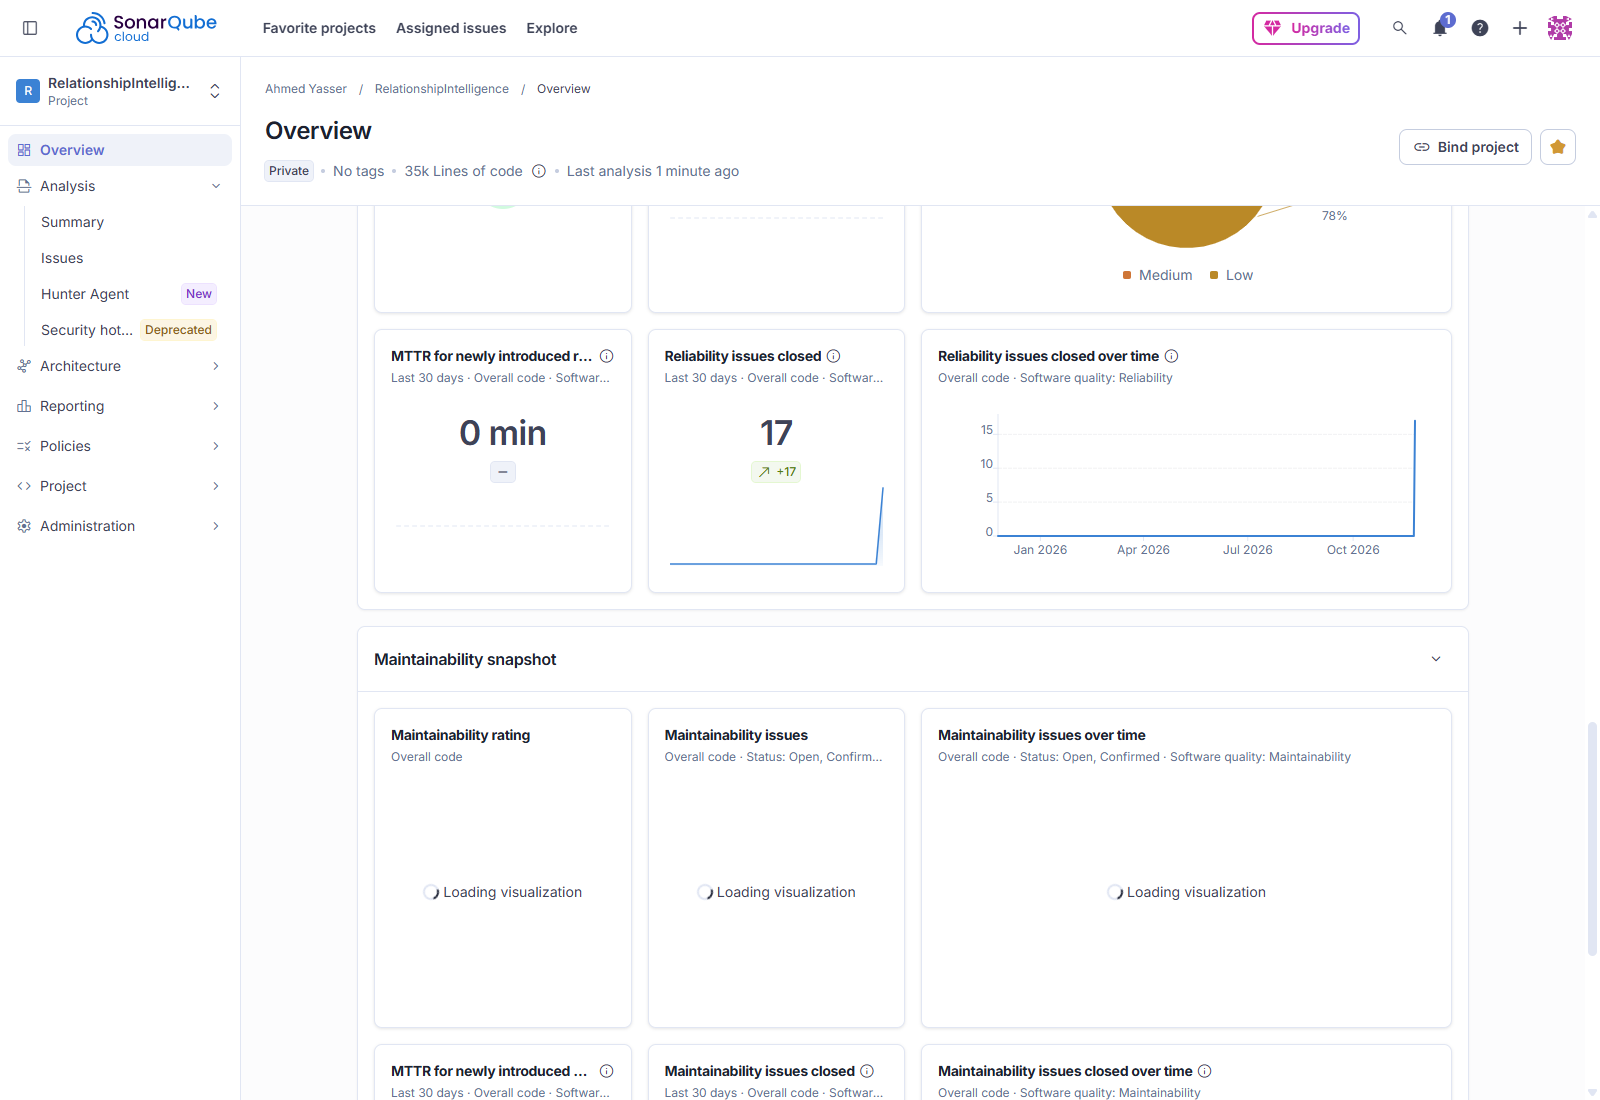 SonarQube cloud
Favorite projects
Assigned issues
Explore
Upgrade
1
R
RelationshipIntellig...
Project
Overview
Analysis
Summary
Issues
Hunter Agent New
Security hot... Deprecated
Architecture
Reporting
Policies
Project
Administration
Ahmed Yasser / RelationshipIntelligence / Overview
Overview
Private • No tags • 35k Lines of code • Last analysis 1 minute ago
Bind project
78%
Medium Low
MTTR for newly introduced r...
Last 30 days · Overall code · Softwar...
0 min
Reliability issues closed
Last 30 days · Overall code · Softwar...
17
+17
Reliability issues closed over time
Overall code · Software quality: Reliability
15
10
5
0
Jan 2026 Apr 2026 Jul 2026 Oct 2026
Maintainability snapshot
Maintainability rating
Overall code
Loading visualization
Maintainability issues
Overall code · Status: Open, Confirm...
Loading visualization
Maintainability issues over time
Overall code · Status: Open, Confirmed · Software quality: Maintainability
Loading visualization
MTTR for newly introduced ...
Last 30 days · Overall code · Softwar...
Maintainability issues closed
Last 30 days · Overall code · Softwar...
Maintainability issues closed over time
Overall code · Software quality: Maintainability